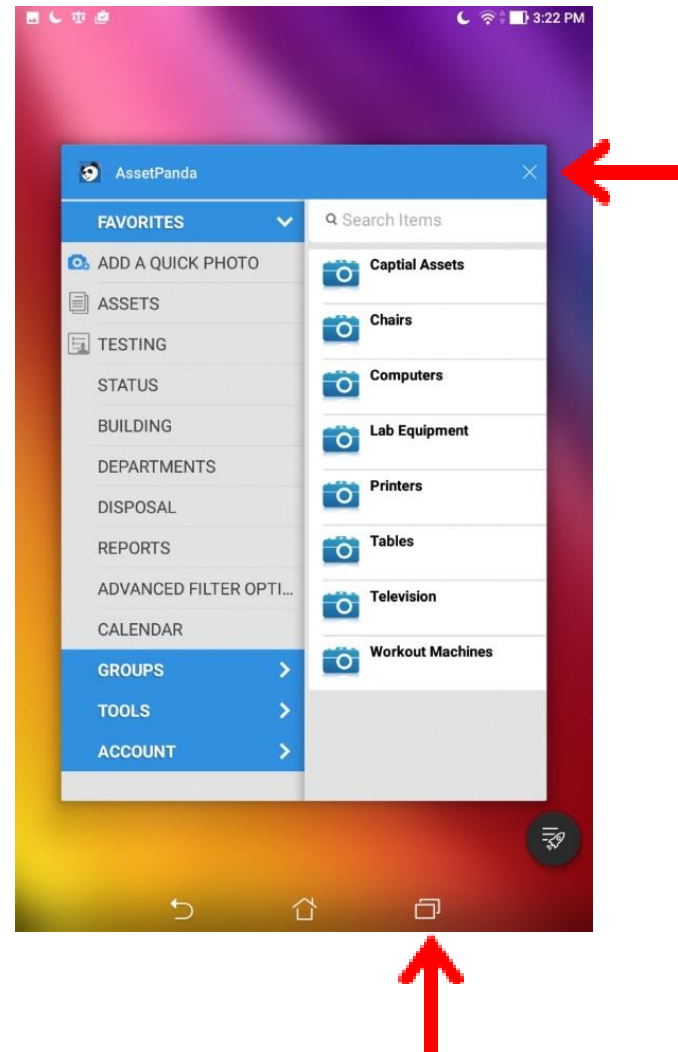 3:22 PM
AssetPanda
FAVORITES
ADD A QUICK PHOTO
ASSETS
TESTING
STATUS
BUILDING
DEPARTMENTS
DISPOSAL
REPORTS
ADVANCED FILTER OPTI...
CALENDAR
GROUPS
TOOLS
ACCOUNT
Search Items
Captial Assets
Chairs
Computers
Lab Equipment
Printers
Tables
Television
Workout Machines